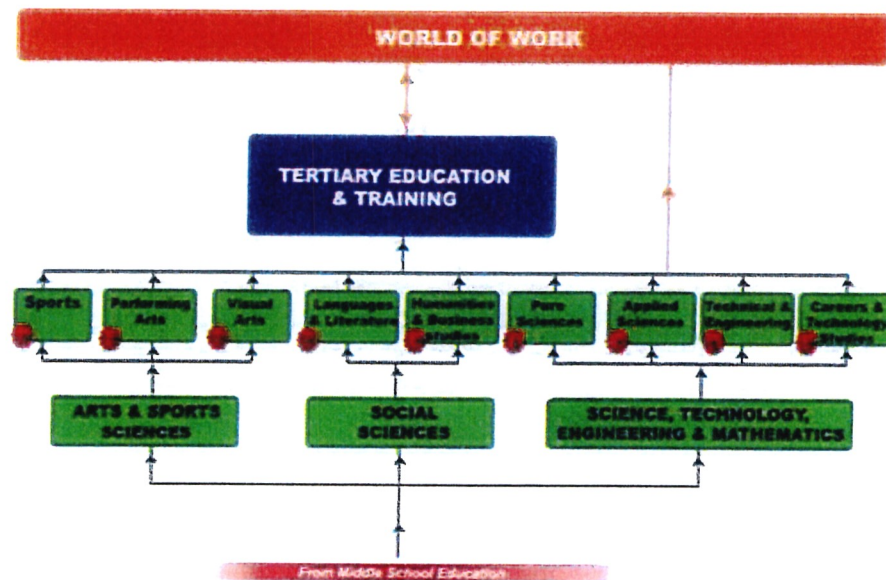 WORLD OF WORK
TERTIARY EDUCATION
& TRAINING
Sports
Performing
Arts
Visual
Arts
Languages
& Literature
Humanities
& Business
Studies
Pure
Sciences
Applied
Sciences
Technical &
Engineering
Careers &
Technology
Studies
ARTS & SPORTS
SCIENCES
SOCIAL
SCIENCES
SCIENCE, TECHNOLOGY,
ENGINEERING & MATHEMATICS
From Middle School Education